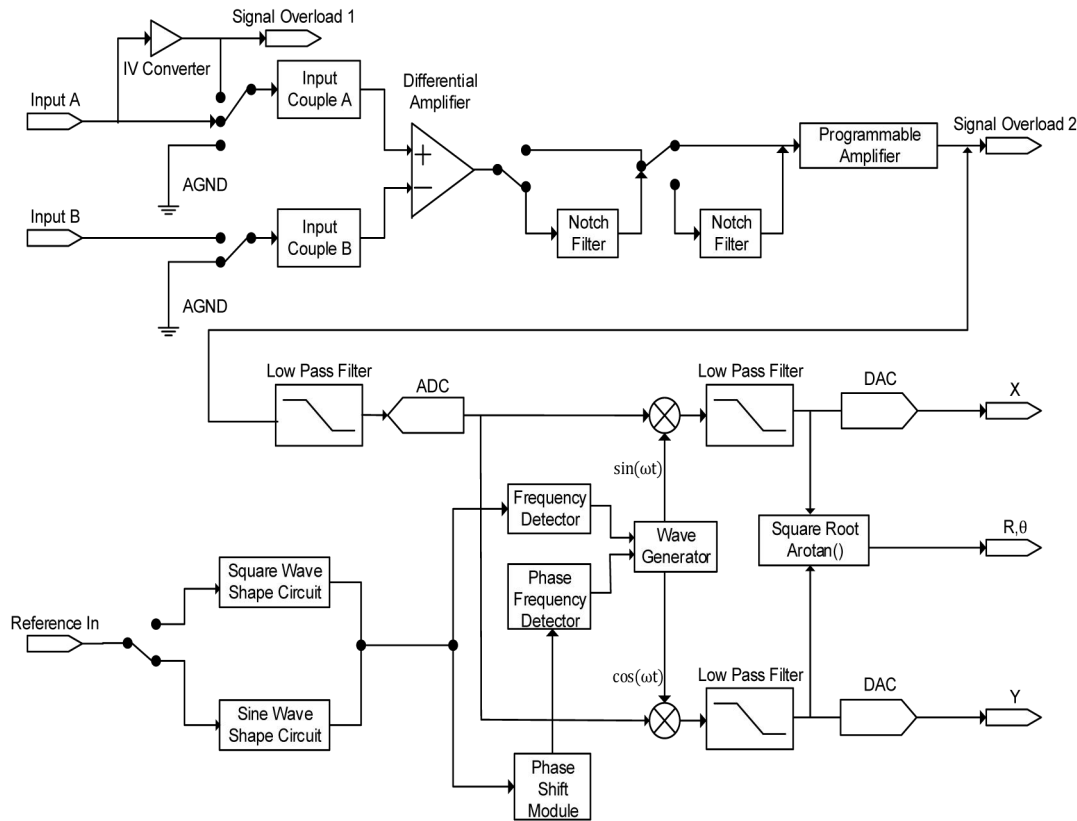 Signal Overload 1
IV Converter
Input A
Input
Couple A
Differential
Amplifier
AGND
Input B
Input
Couple B
AGND
+
−
Notch
Filter
Notch
Filter
Programmable
Amplifier
Signal Overload 2
Low Pass Filter
ADC
Low Pass Filter
DAC
X
sin(ωt)
Frequency
Detector
Wave
Generator
Square Root
Arotan()
R,θ
Phase
Frequency
Detector
Square Wave
Shape Circuit
Reference In
Sine Wave
Shape Circuit
cos(ωt)
Low Pass Filter
DAC
Y
Phase
Shift
Module